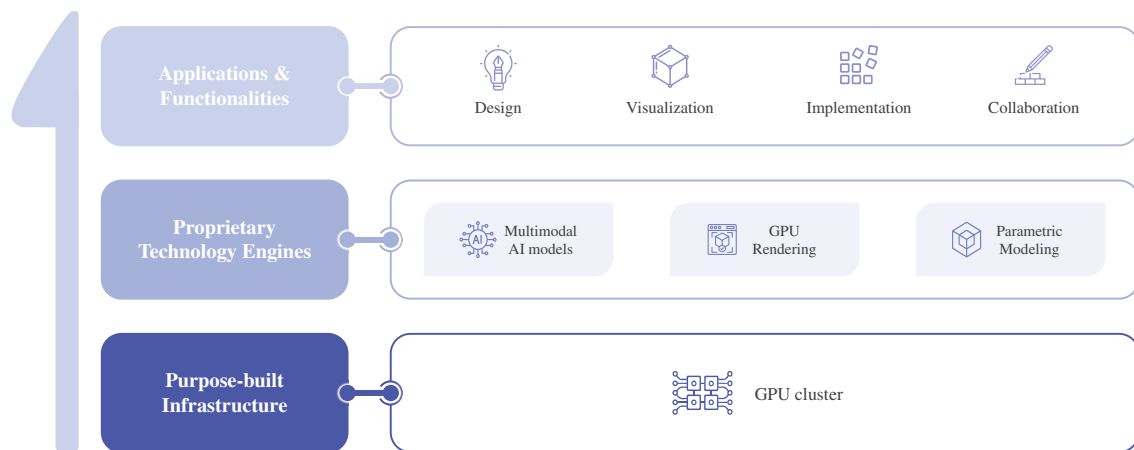 Applications &
Functionalities
Design
Visualization
Implementation
Collaboration
Proprietary
Technology Engines
AI
Multimodal
AI models
GPU
Rendering
Parametric
Modeling
Purpose-built
Infrastructure
GPU cluster